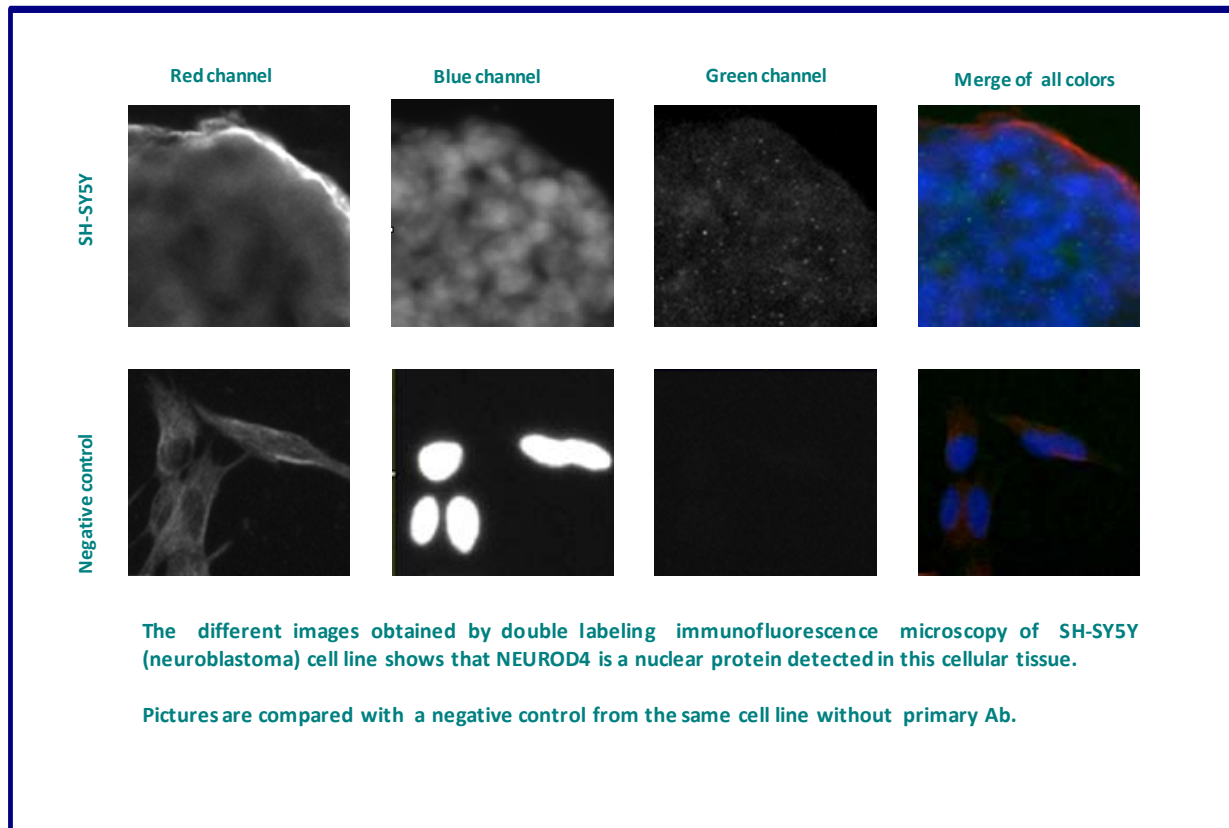 Red channel
Blue channel
Green channel
Merge of all colors
SH-SY5Y
Negative control
The different images obtained by double labeling immunofluorescence microscopy of SH-SY5Y
(neuroblastoma) cell line shows that NEUROD4 is a nuclear protein detected in this cellular tissue.
Pictures are compared with a negative control from the same cell line without primary Ab.